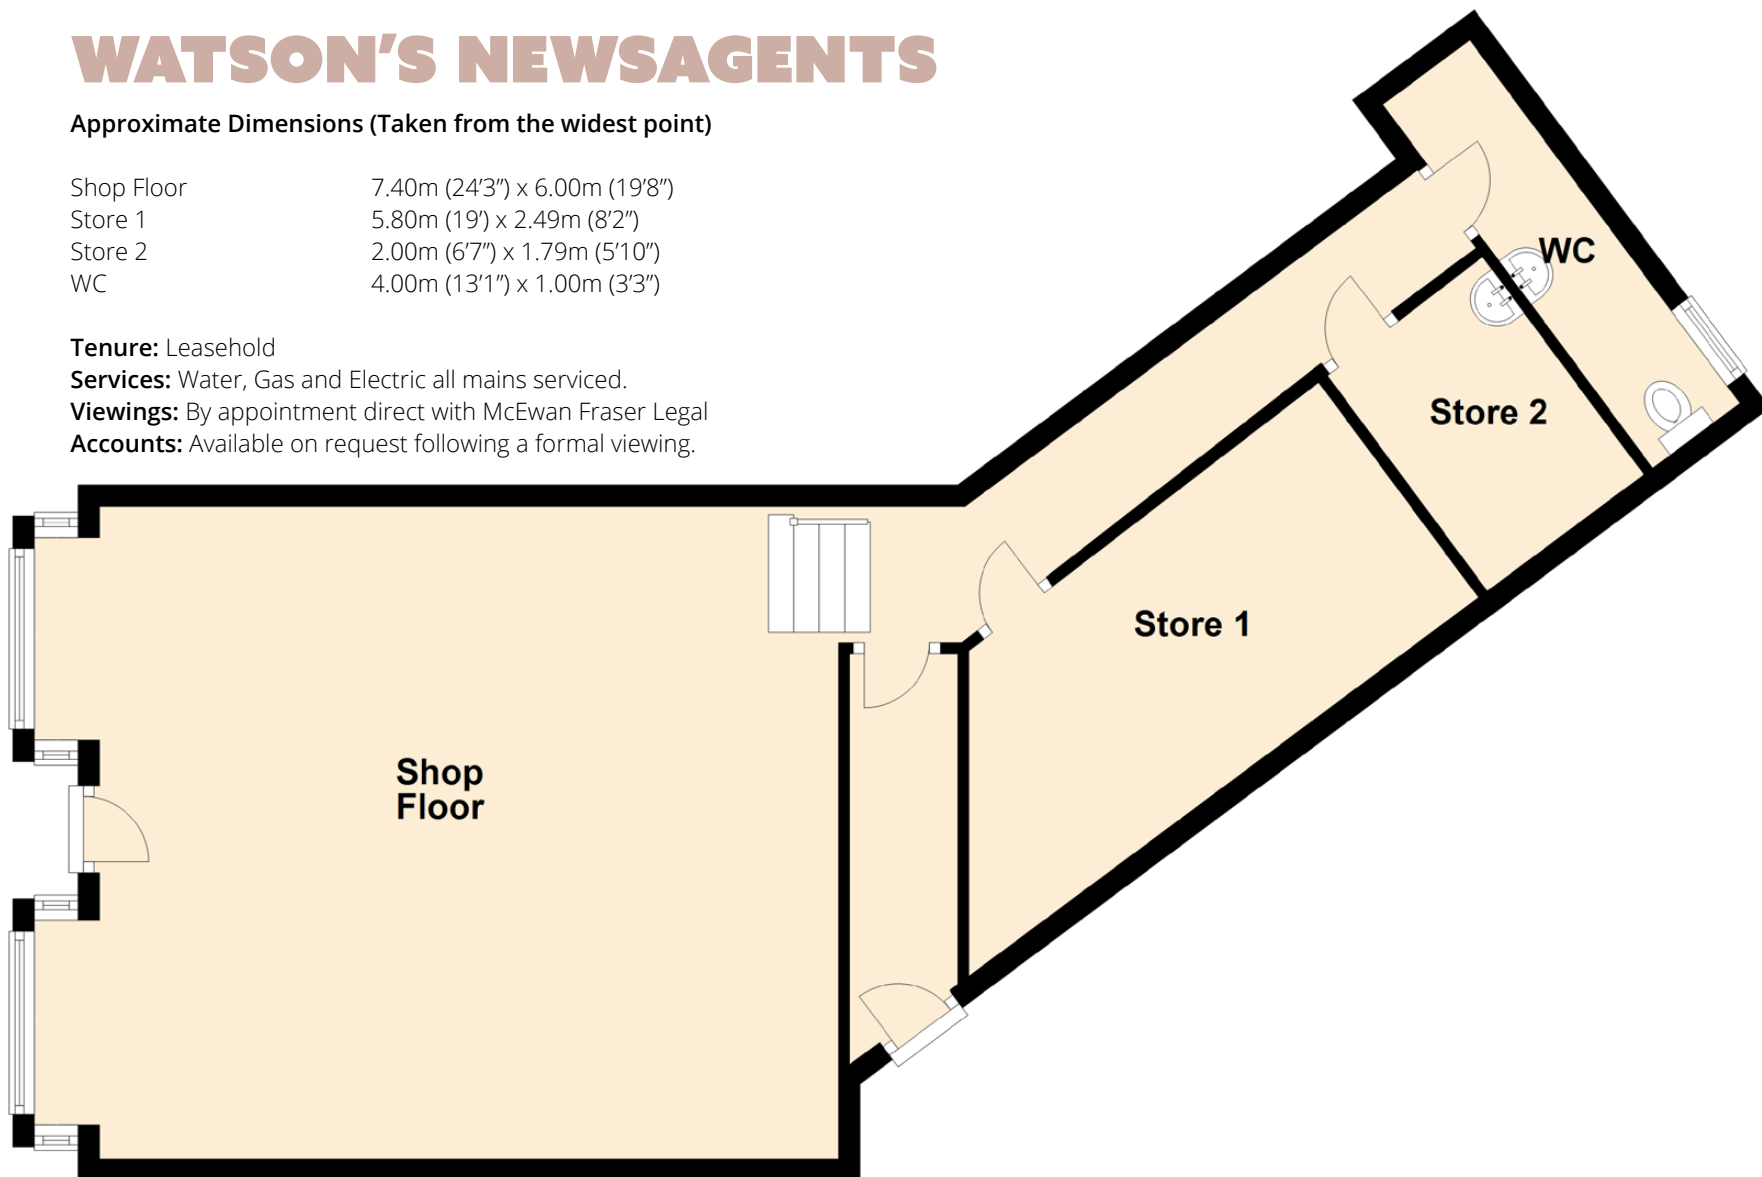 WATSON'S NEWSAGENTS
Approximate Dimensions (Taken from the widest point)
Shop Floor 7.40m (24'3") x 6.00m (19'8")
Store 1 5.80m (19') x 2.49m (8'2")
Store 2 2.00m (6'7") x 1.79m (5'10")
WC 4.00m (13'1") x 1.00m (3'3")
Tenure: Leasehold
Services: Water, Gas and Electric all mains serviced.
Viewings: By appointment direct with McEwan Fraser Legal
Accounts: Available on request following a formal viewing.
WC
Store 2
Store 1
Shop
Floor